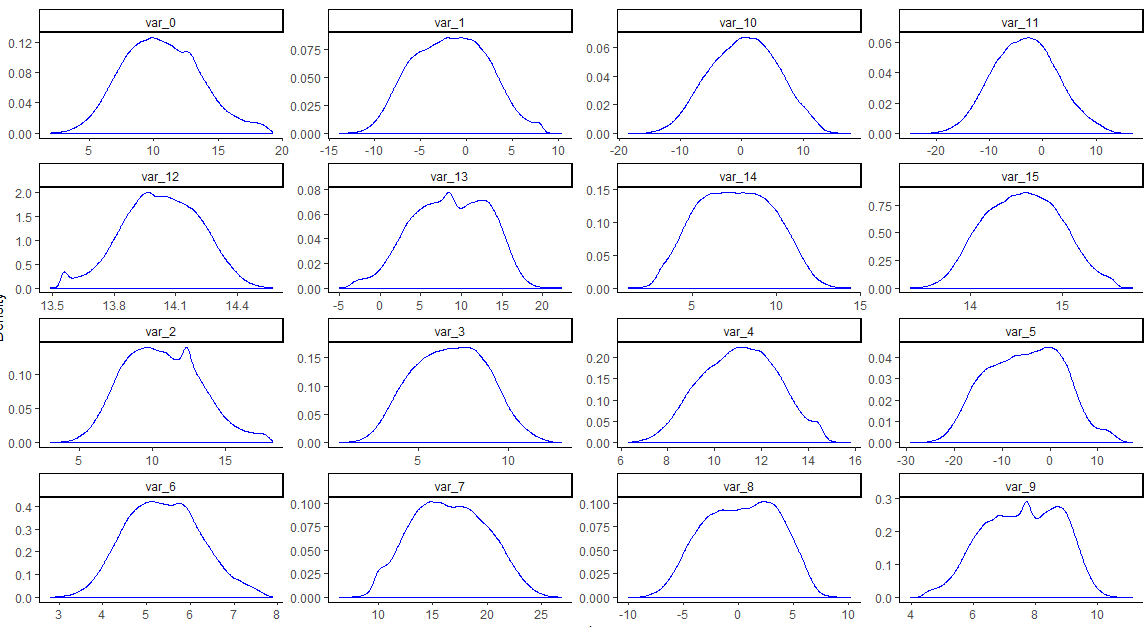 var_0 var_1 var_10 var_11
0.12 0.08 0.04 0.00
0.075 0.050 0.025 0.000
0.06 0.04 0.02 0.00
0.06 0.04 0.02 0.00
5 10 15 20
-15 -10 -5 0 5 10
-20 -10 0 10
-20 -10 0 10
var_12 var_13 var_14 var_15
2.0 1.5 1.0 0.5 0.0
0.08 0.06 0.04 0.02 0.00
0.15 0.10 0.05 0.00
0.75 0.50 0.25 0.00
13.5 13.8 14.1 14.4
-5 0 5 10 15 20
5 10 15
14 15
var_2 var_3 var_4 var_5
0.10 0.05 0.00
0.15 0.10 0.05 0.00
0.20 0.15 0.10 0.05 0.00
0.04 0.03 0.02 0.01 0.00
5 10 15
5 10
6 8 10 12 14 16
-30 -20 -10 0 10
var_6 var_7 var_8 var_9
0.4 0.3 0.2 0.1 0.0
0.100 0.075 0.050 0.025 0.000
0.100 0.075 0.050 0.025 0.000
0.3 0.2 0.1 0.0
3 4 5 6 7 8
10 15 20 25
-10 -5 0 5 10
4 6 8 10